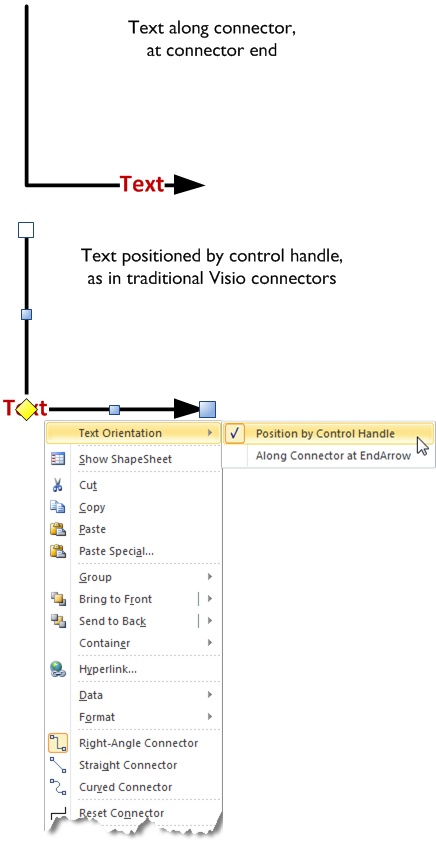 Text along connector,
at connector end
Text
Text positioned by control handle,
as in traditional Visio connectors
Text
Text Orientation
Position by Control Handle
Along Connector at EndArrow
Show ShapeSheet
Cut
Copy
Paste
Paste Special...
Group
Bring to Front
Send to Back
Container
Hyperlink...
Data
Format
Right-Angle Connector
Straight Connector
Curved Connector
Reset Connector